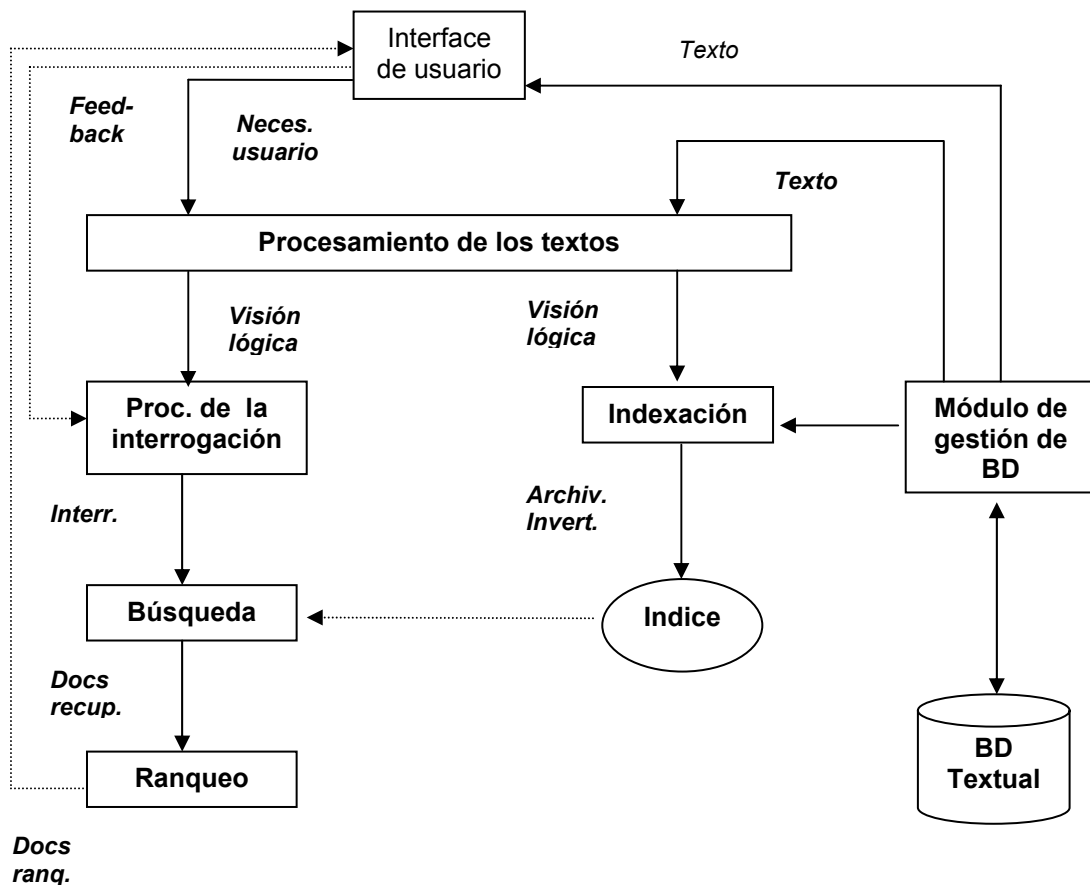 Interface
de usuario
Texto
Feed-
back
Neces.
usuario
Texto
Procesamiento de los textos
Visión
lógica
Visión
lógica
Proc. de la
interrogación
Indexación
Módulo de
gestión de
BD
Interr.
Archiv.
Invert.
Búsqueda
Indice
Docs
recup.
BD
Textual
Ranqueo
Docs
ranq.